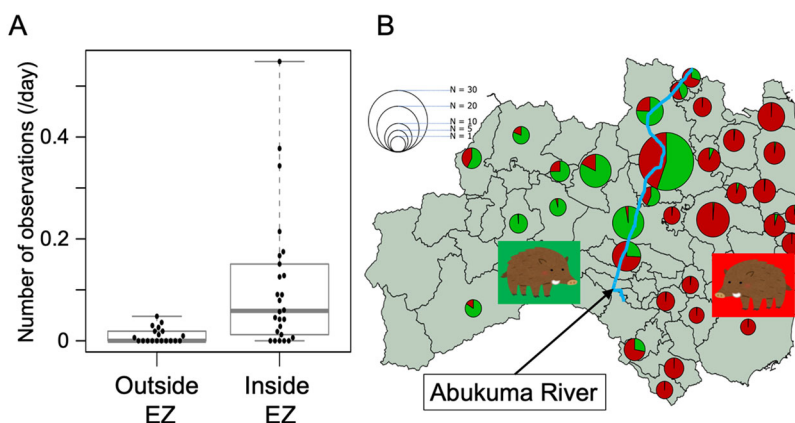 A
Number of observations (/day)
0.4
0.2
0
Outside
EZ
Inside
EZ
B
N = 30
N = 20
N = 10
N = 5
N = 1
Abukuma River